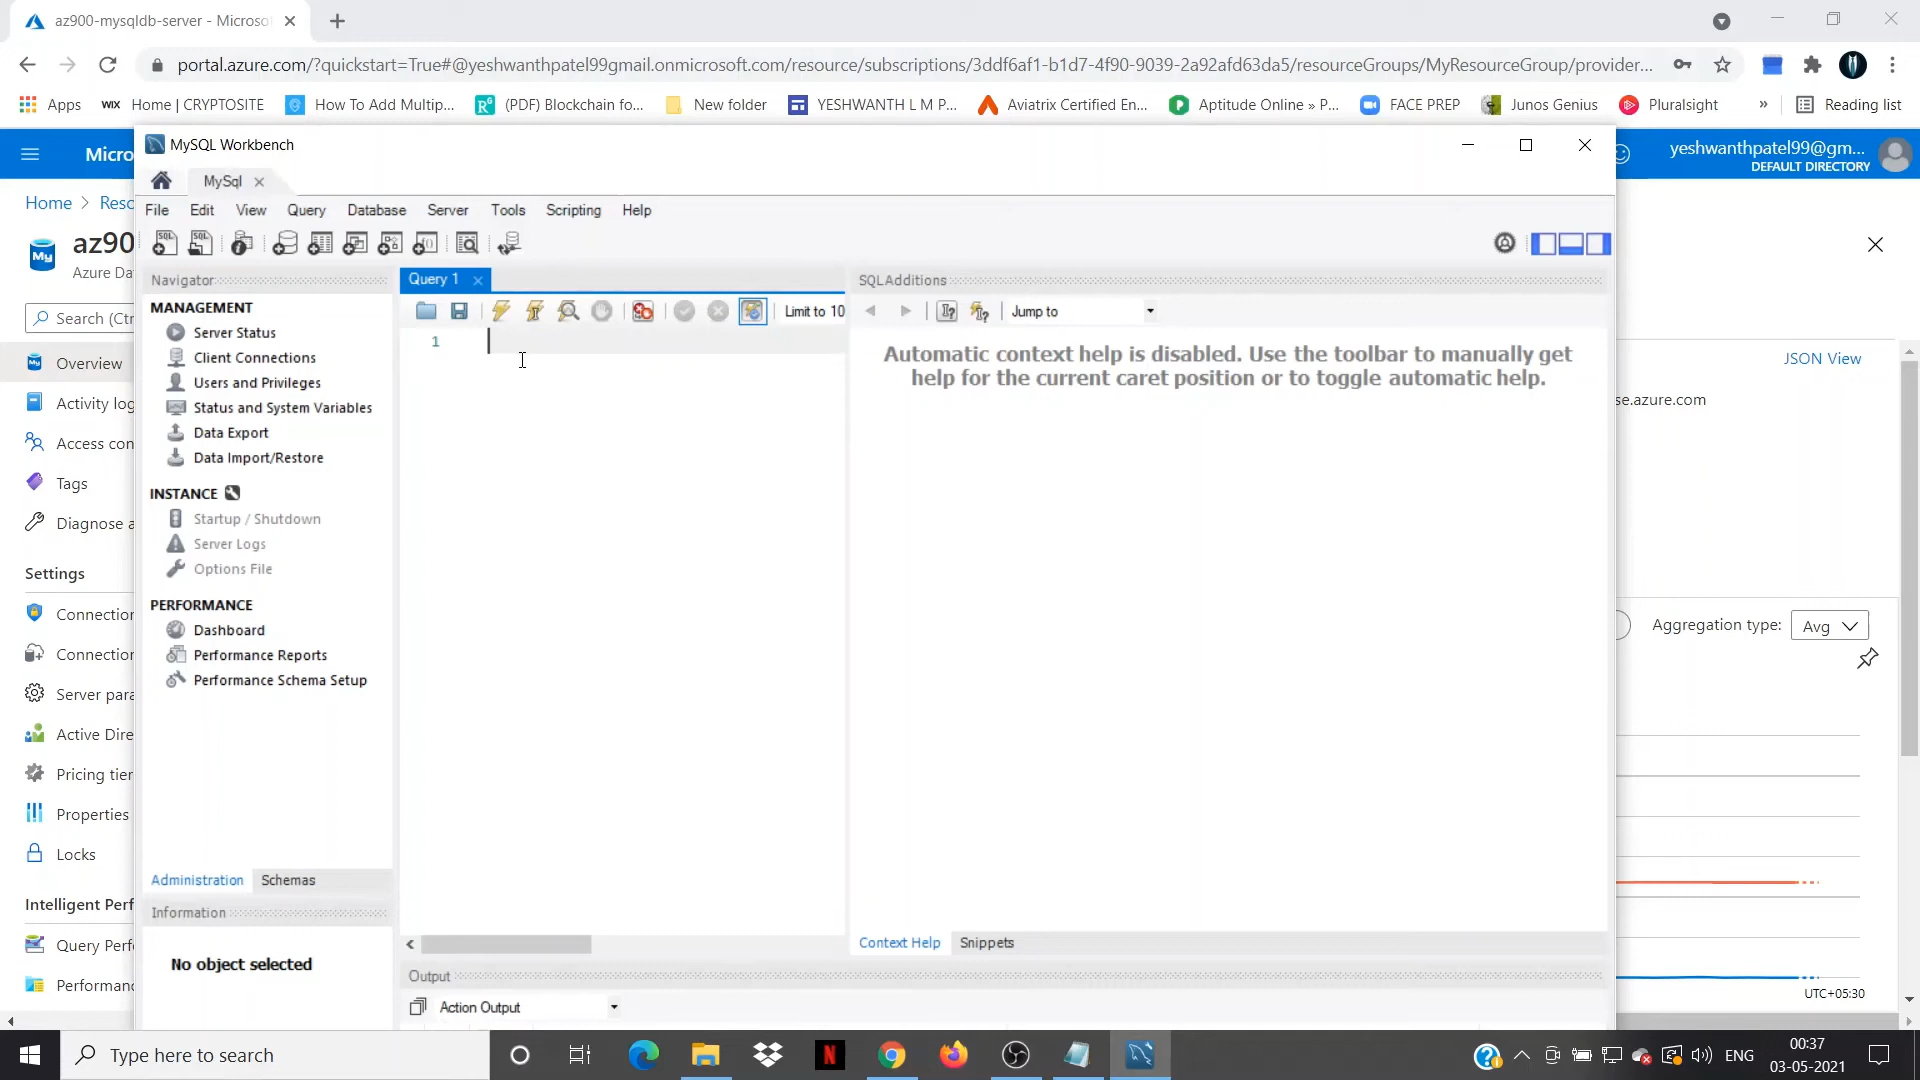 az900-mysqldb-server - Microso
portal.azure.com/?quickstart=True#@yeshwanthpatel99gmail.onmicrosoft.com/resource/subscriptions/3ddf6af1-b1d7-4f90-9039-2a92afd63da5/resourceGroups/MyResourceGroup/provider...
Apps WIX Home | CRYPTOSITE How To Add Multip... R (PDF) Blockchain fo... New folder YESHWANTH L M P... Aviatrix Certified En... Aptitude Online » P... FACE PREP Junos Genius Pluralsight » Reading list
Micro
MySQL Workbench
yeshwanthpatel99@gm...
DEFAULT DIRECTORY
MySql
Home > Resc
File Edit View Query Database Server Tools Scripting Help
az90
Azure Da
Navigator
Query 1
SQLAdditions
MANAGEMENT
Limit to 10
Jump to
Search (Ctr
Server Status
1
Automatic context help is disabled. Use the toolbar to manually get
help for the current caret position or to toggle automatic help.
JSON View
Overview
Client Connections
Users and Privileges
Activity log
se.azure.com
Status and System Variables
Data Export
Access con
Data Import/Restore
Tags
INSTANCE
Diagnose a
Startup / Shutdown
Server Logs
Options File
Settings
PERFORMANCE
Connection
Dashboard
Aggregation type: Avg
Performance Reports
Connection
Performance Schema Setup
Server para
Active Dire
Pricing tier
Properties
Locks
Administration Schemas
Intelligent Perf
Information
Query Perf
Context Help Snippets
No object selected
Output
Performanc
UTC+05:30
Action Output
Type here to search
ENG
00:37
03-05-2021